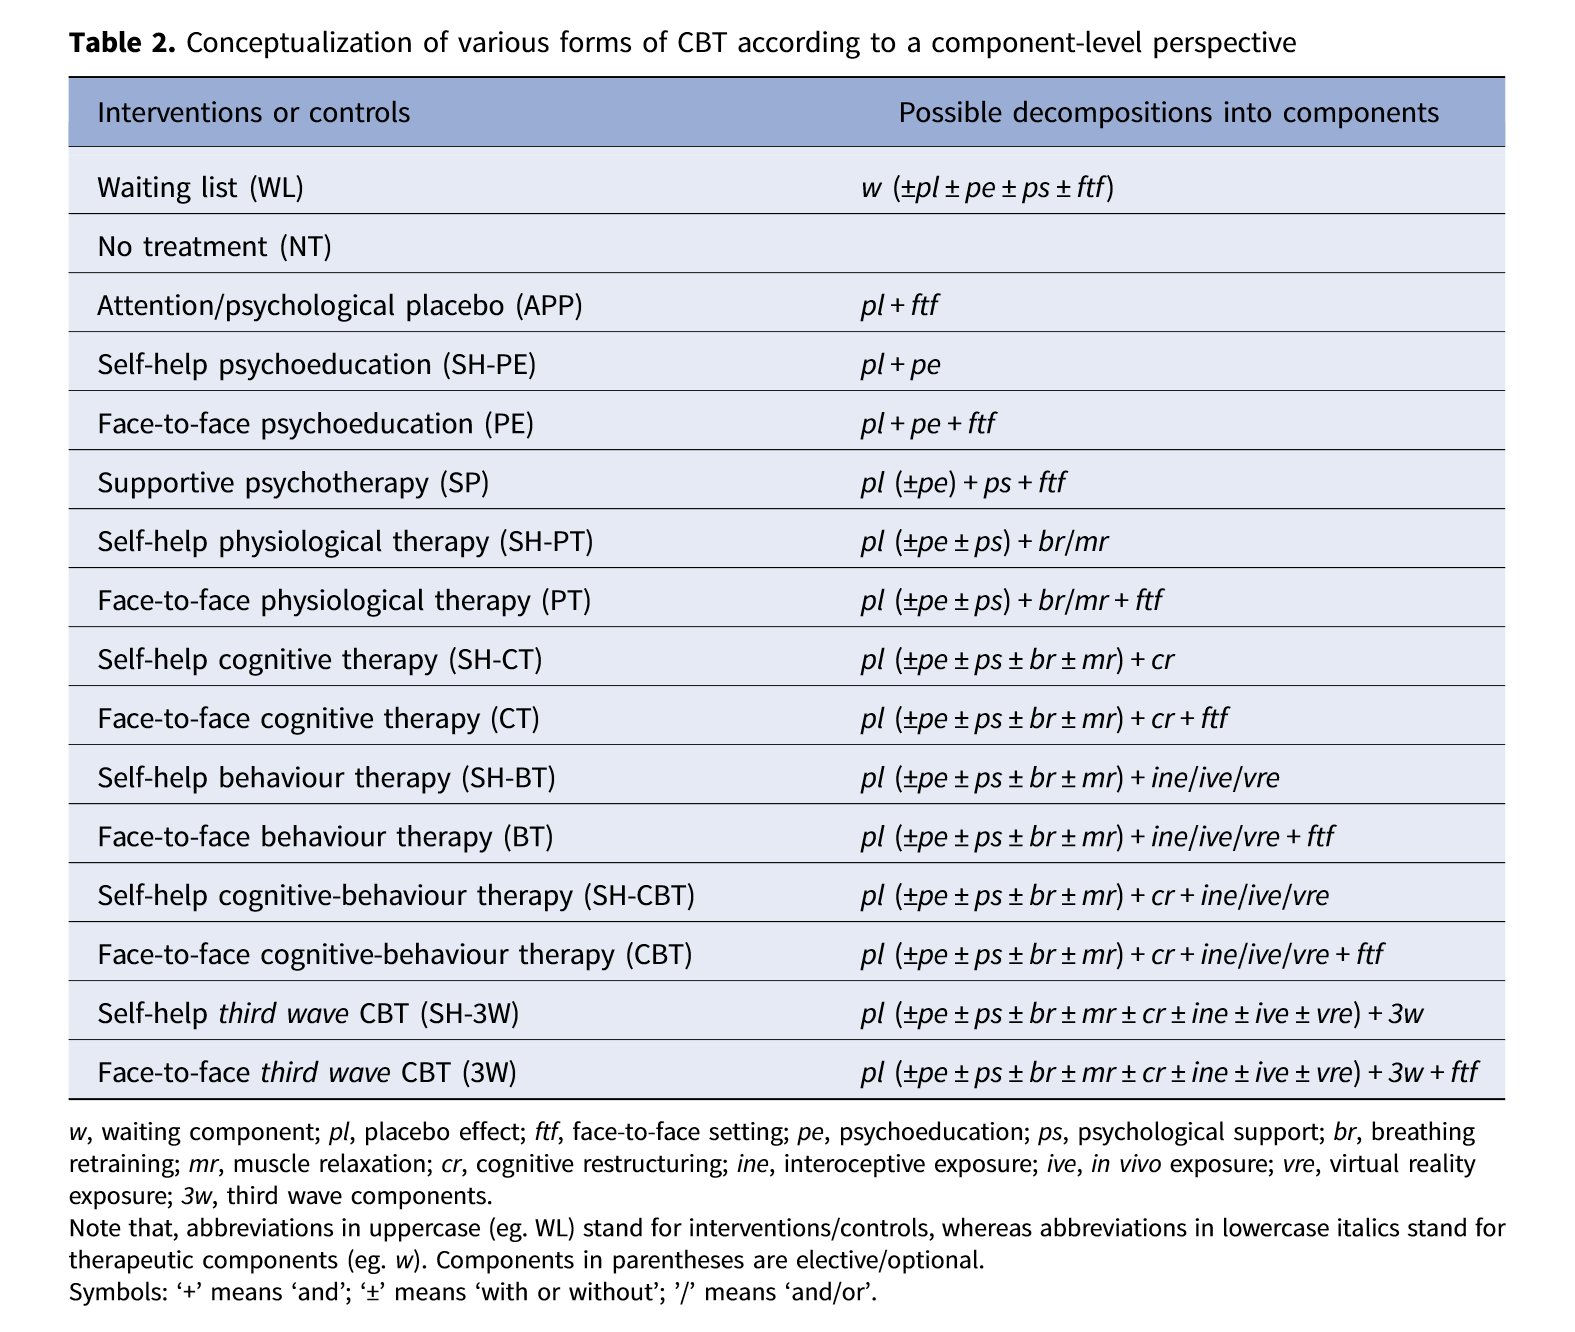 Table 2. Conceptualization of various forms of CBT according to a component-level perspective
Interventions or controls Possible decompositions into components
Waiting list (WL) w (±pl ± pe ± ps ± ftf)
No treatment (NT)
Attention/psychological placebo (APP) pl + ftf
Self-help psychoeducation (SH-PE) pl + pe
Face-to-face psychoeducation (PE) pl + pe + ftf
Supportive psychotherapy (SP) pl (±pe) + ps + ftf
Self-help physiological therapy (SH-PT) pl (±pe ± ps) + br/mr
Face-to-face physiological therapy (PT) pl (±pe ± ps) + br/mr + ftf
Self-help cognitive therapy (SH-CT) pl (±pe ± ps ± br ± mr) + cr
Face-to-face cognitive therapy (CT) pl (±pe ± ps ± br ± mr) + cr + ftf
Self-help behaviour therapy (SH-BT) pl (±pe ± ps ± br ± mr) + ine/ive/vre
Face-to-face behaviour therapy (BT) pl (±pe ± ps ± br ± mr) + ine/ive/vre + ftf
Self-help cognitive-behaviour therapy (SH-CBT) pl (±pe ± ps ± br ± mr) + cr + ine/ive/vre
Face-to-face cognitive-behaviour therapy (CBT) pl (±pe ± ps ± br ± mr) + cr + ine/ive/vre + ftf
Self-help third wave CBT (SH-3W) pl (±pe ± ps ± br ± mr ± cr ± ine ± ive ± vre) + 3w
Face-to-face third wave CBT (3W) pl (±pe ± ps ± br ± mr ± cr ± ine ± ive ± vre) + 3w + ftf
w, waiting component; pl, placebo effect; ftf, face-to-face setting; pe, psychoeducation; ps, psychological support; br, breathing
retraining; mr, muscle relaxation; cr, cognitive restructuring; ine, interoceptive exposure; ive, in vivo exposure; vre, virtual reality
exposure; 3w, third wave components.
Note that, abbreviations in uppercase (eg. WL) stand for interventions/controls, whereas abbreviations in lowercase italics stand for
therapeutic components (eg. w). Components in parentheses are elective/optional.
Symbols: ‘+’ means ‘and’; ‘±’ means ‘with or without’; ’/’ means ‘and/or’.